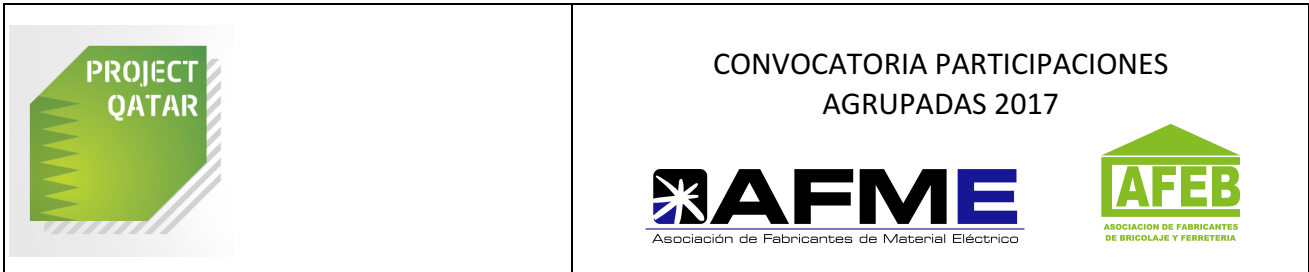 PROJECT
QATAR
CONVOCATORIA PARTICIPACIONES
AGRUPADAS 2017
AFME
Asociación de Fabricantes de Material Eléctrico
AFEB
ASOCIACION DE FABRICANTES
DE BRICOLAJE Y FERRETERIA